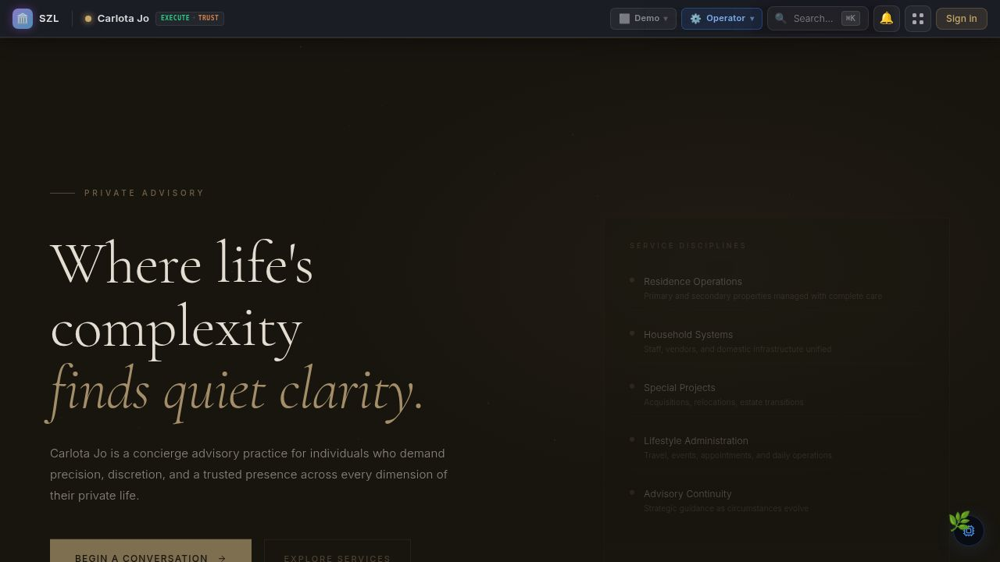 SZL
Carlota Jo
EXECUTE · TRUST
Demo
Operator
Search...
⌘K
Sign in
PRIVATE ADVISORY
Where life's
complexity
finds quiet clarity.
Carlota Jo is a concierge advisory practice for individuals who demand
precision, discretion, and a trusted presence across every dimension of
their private life.
BEGIN A CONVERSATION →
EXPLORE SERVICES
SERVICE DISCIPLINES
Residence Operations
Primary and secondary properties managed with complete care
Household Systems
Staff, vendors, and domestic infrastructure unified
Special Projects
Acquisitions, relocations, estate transitions
Lifestyle Administration
Travel, events, appointments, and daily operations
Advisory Continuity
Strategic guidance as circumstances evolve